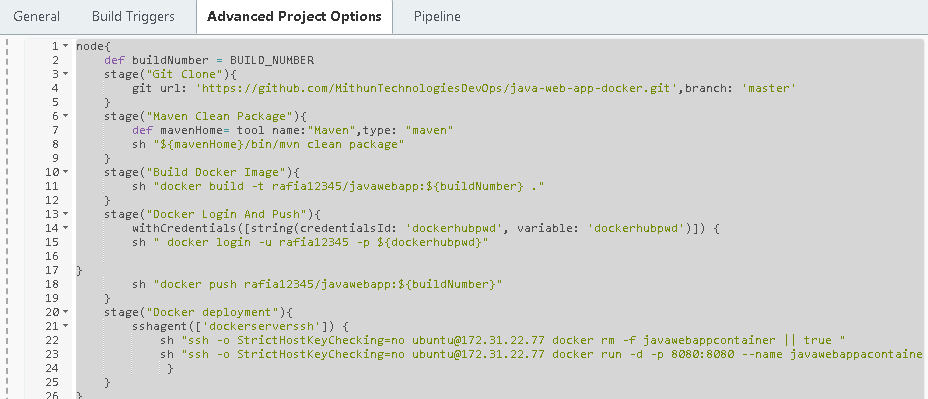 General Build Triggers Advanced Project Options Pipeline
1 node{
2 def buildNumber = BUILD_NUMBER
3 stage("Git Clone"){
4 git url: 'https://github.com/MithunTechnologiesDevOps/java-web-app-docker.git',branch: 'master'
5 }
6 stage("Maven Clean Package"){
7 def mavenHome= tool name:"Maven",type: "maven"
8 sh "${mavenHome}/bin/mvn clean package"
9 }
10 stage("Build Docker Image"){
11 sh "docker build -t rafia12345/javawebapp:${buildNumber} ."
12 }
13 stage("Docker Login And Push"){
14 withCredentials([string(credentialsId: 'dockerhubpwd', variable: 'dockerhubpwd')]) {
15 sh " docker login -u rafia12345 -p ${dockerhubpwd}"
16
17 }
18 sh "docker push rafia12345/javawebapp:${buildNumber}"
19 }
20 stage("Docker deployment"){
21 sshagent(['dockerserverssh']) {
22 sh "ssh -o StrictHostKeyChecking=no ubuntu@172.31.22.77 docker rm -f javawebappcontainer || true "
23 sh "ssh -o StrictHostKeyChecking=no ubuntu@172.31.22.77 docker run -d -p 8080:8080 --name javawebappacontaine
24 }
25 }
26 }